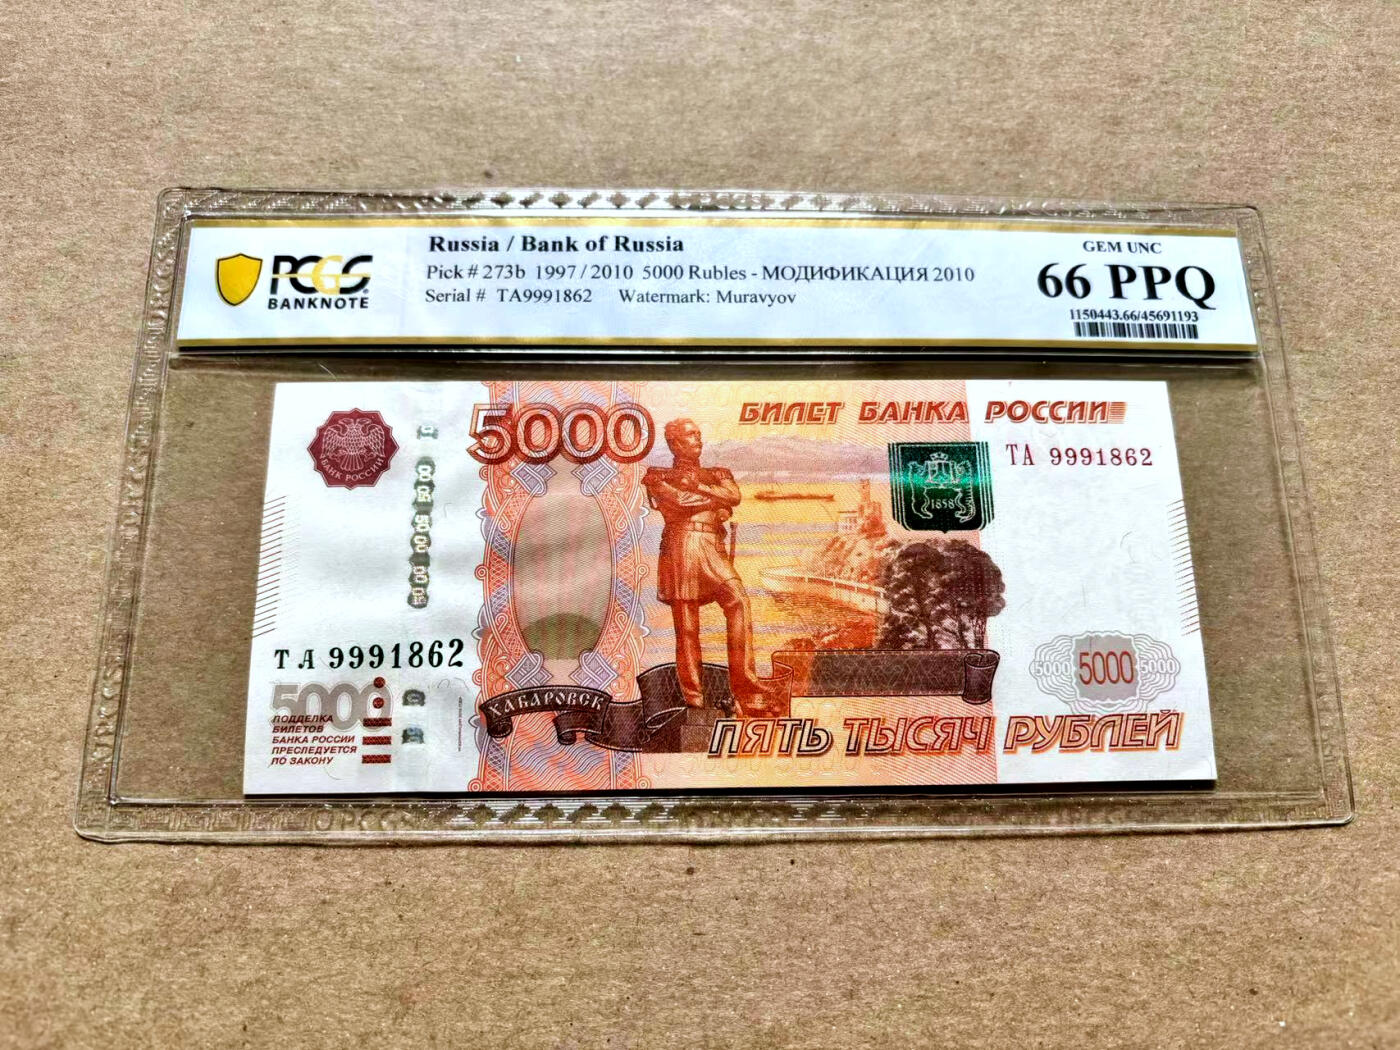 PCGS
BANKNOTE
Russia / Bank of Russia
Pick # 273b 1997 / 2010 5000 Rubles - МОДИФИКАЦИЯ 2010
Serial # TA9991862 Watermark: Muravyov
GEM UNC
66 PPQ
1150443.66/45691193
5000
БИЛЕТ БАНКА РОССИИ
БАНК РОССИИ
ТА 9991862
1858
ТА 9991862
5000
ХАБАРОВСК
5000 5000 5000
ПОДДЕЛКА
БИЛЕТОВ
БАНКА РОССИИ
ПРЕСЛЕДУЕТСЯ
ПО ЗАКОНУ
ПЯТЬ ТЫСЯЧ РУБЛЕЙ
PCGS